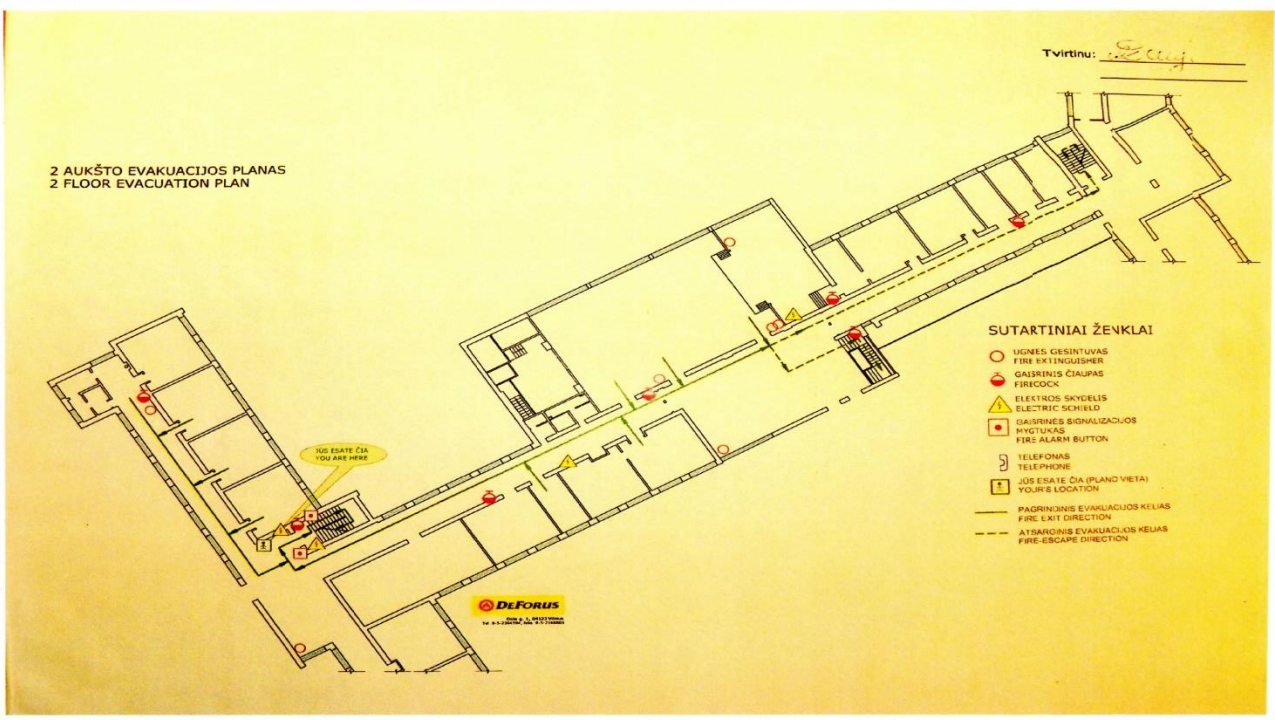 Tvirtinu:
2 AUKŠTO EVAKUACIJOS PLANAS
2 FLOOR EVACUATION PLAN
JŪS ESATE ČIA
YOU ARE HERE
SUTARTINIAI ŽENKLAI
UGNIES GESINTUVAS
FIRE EXTINGUISHER
GAISRINIS ČIAUPAS
FIRECOCK
ELEKTROS SKYDELIS
ELECTRIC SCHIELD
GAISRINĖS SIGNALIZACIJOS
MYGTUKAS
FIRE ALARM BUTTON
TELEFONAS
TELEPHONE
JŪS ESATE ČIA (PLANO VIETA)
YOUR'S LOCATION
PAGRINDINIS EVAKUACIJOS KELIAS
FIRE EXIT DIRECTION
ATSARGINIS EVAKUACIJOS KELIAS
FIRE-ESCAPE DIRECTION
DEFORUS
Vilnius